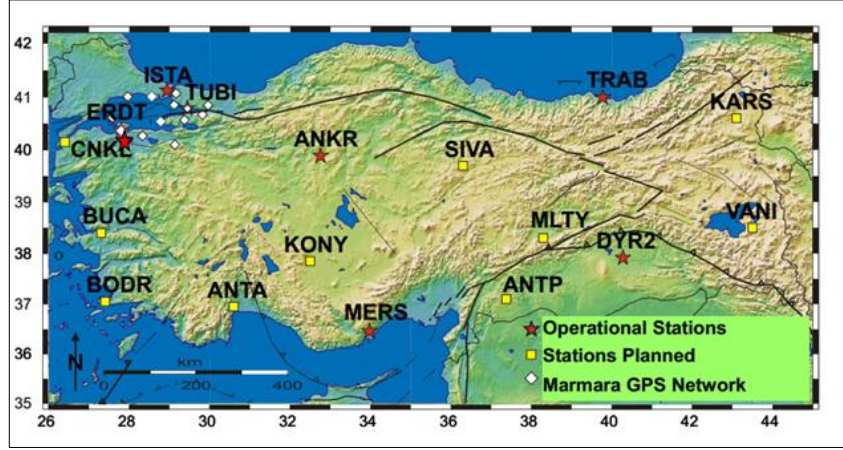 42
41
40
39
38
37
36
35
ISTA
TUBI
TRAB
KARS
ERDT
CNKL
ANKR
SIVA
BUCA
MLTY
VANI
KONY
DYR2
BODR
ANTA
ANTP
MERS
Operational Stations
Stations Planned
Marmara GPS Network
N
km
0 200 400
26 28 30 32 34 36 38 40 42 44